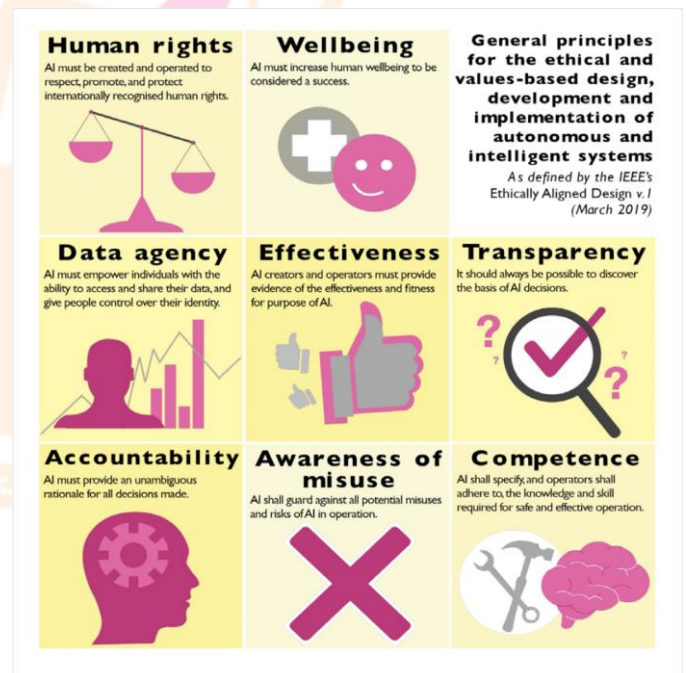 Human rights
AI must be created and operated to
respect, promote, and protect
internationally recognised human rights.
Wellbeing
AI must increase human wellbeing to be
considered a success.
General principles
for the ethical and
values-based design,
development and
implementation of
autonomous and
intelligent systems
As defined by the IEEE's
Ethically Aligned Design v.1
(March 2019)
Data agency
AI must empower individuals with the
ability to access and share their data, and
give people control over their identity.
Effectiveness
AI creators and operators must provide
evidence of the effectiveness and fitness
for purpose of AI.
Transparency
It should always be possible to discover
the basis of AI decisions.
?
?
?
?
Accountability
AI must provide an unambiguous
rationale for all decisions made.
Awareness of
misuse
AI shall guard against all potential misuses
and risks of AI in operation.
Competence
AI shall specify, and operators shall
adhere to, the knowledge and skill
required for safe and effective operation.